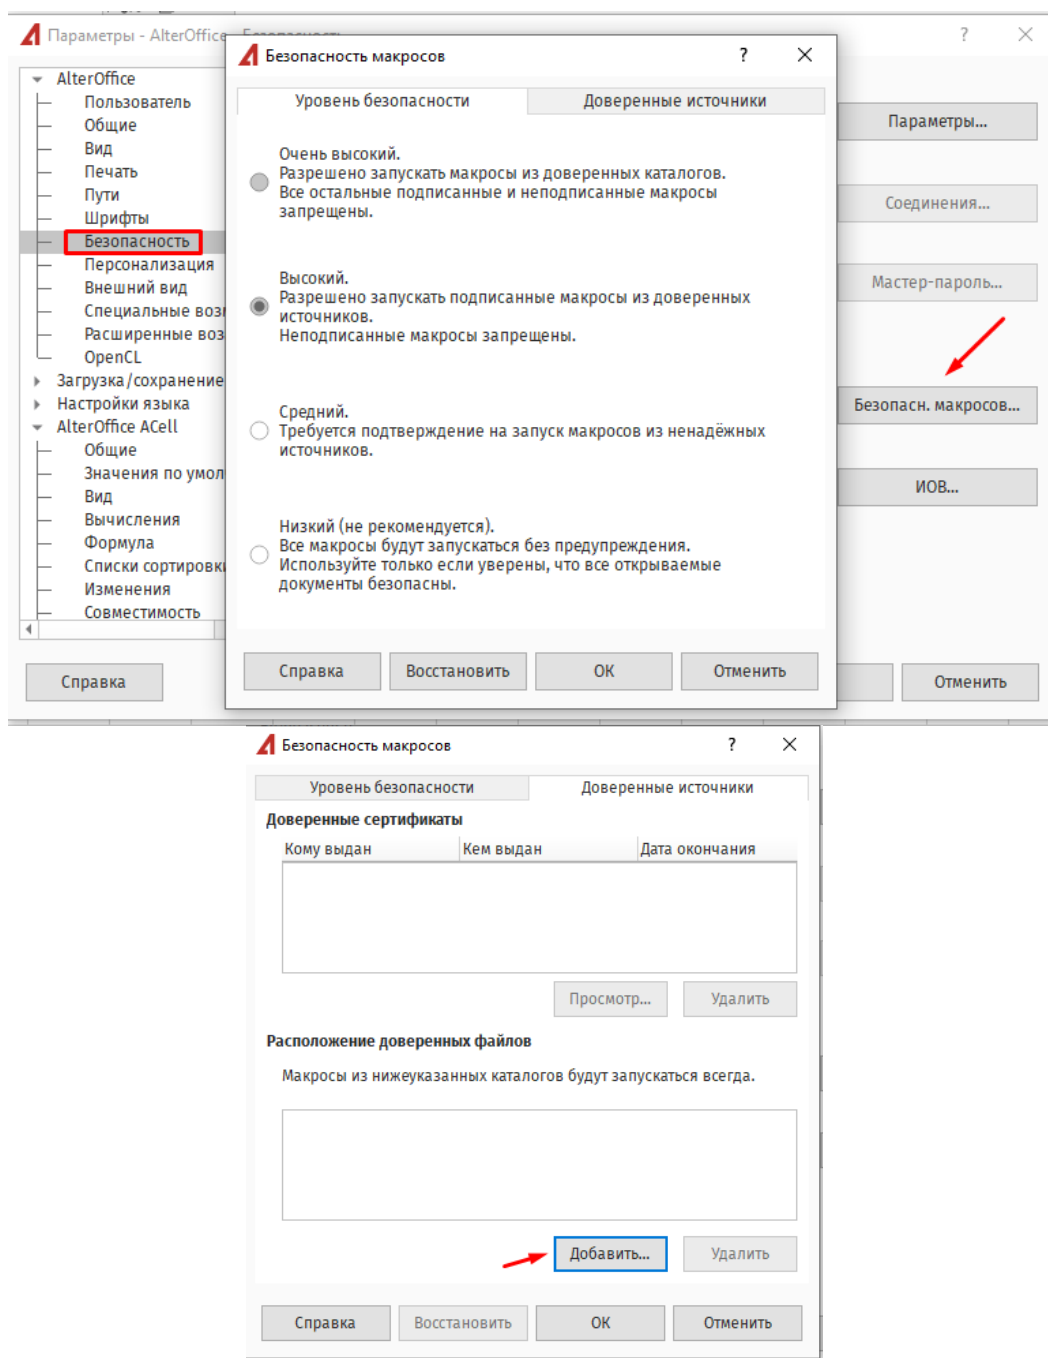 Параметры - AlterOffice - Безопасность
?
AlterOffice
Пользователь
Общие
Вид
Печать
Пути
Шрифты
Безопасность
Персонализация
Внешний вид
Специальные
Расширенные
OpenCL
Загрузка/сохранение
Настройки языка
AlterOffice ACell
Общие
Значения по
Вид
Вычисления
Формула
Списки сортировки
Изменения
Совместимость
Справка
Безопасность макросов
?
Уровень безопасности
Доверенные источники
Очень высокий.
Разрешено запускать макросы из доверенных каталогов.
Все остальные подписанные и неподписанные макросы
запрещены.
Высокий.
Разрешено запускать подписанные макросы из доверенных
источников.
Неподписанные макросы запрещены.
Средний.
Требуется подтверждение на запуск макросов из ненадёжных
источников.
Низкий (не рекомендуется).
Все макросы будут запускаться без предупреждения.
Используйте только если уверены, что все открываемые
документы безопасны.
Справка
Восстановить
ОК
Отменить
Параметры...
Соединения...
Мастер-пароль...
Безопасн. макросов...
ИОВ...
Отменить
Безопасность макросов
?
Уровень безопасности
Доверенные источники
Доверенные сертификаты
Кому выдан
Кем выдан
Дата окончания
Просмотр...
Удалить
Расположение доверенных файлов
Макросы из нижеуказанных каталогов будут запускаться всегда.
Добавить...
Удалить
Справка
Восстановить
ОК
Отменить